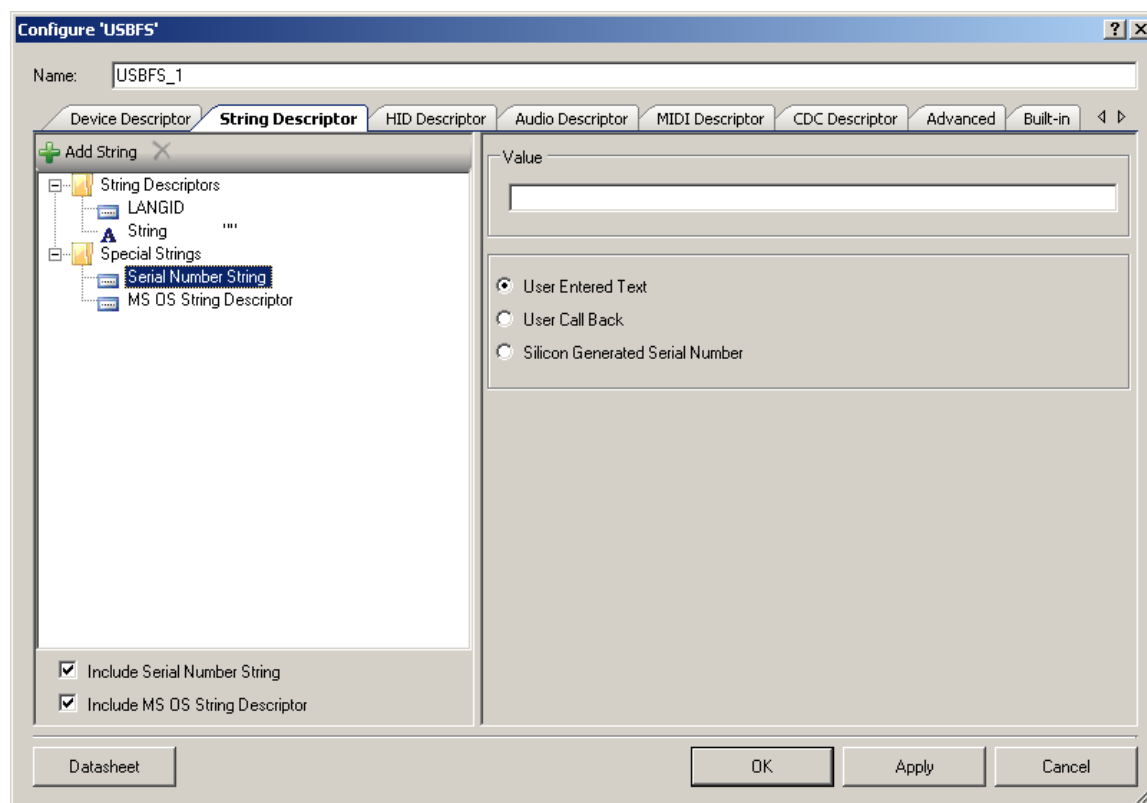 Configure 'USBFS'
Name: USBFS_1
Device Descriptor String Descriptor HID Descriptor Audio Descriptor MIDI Descriptor CDC Descriptor Advanced Built-in
Add String
Value
String Descriptors
LANGID
String ""
Special Strings
Serial Number String
MS OS String Descriptor
User Entered Text
User Call Back
Silicon Generated Serial Number
Include Serial Number String
Include MS OS String Descriptor
Datasheet OK Apply Cancel